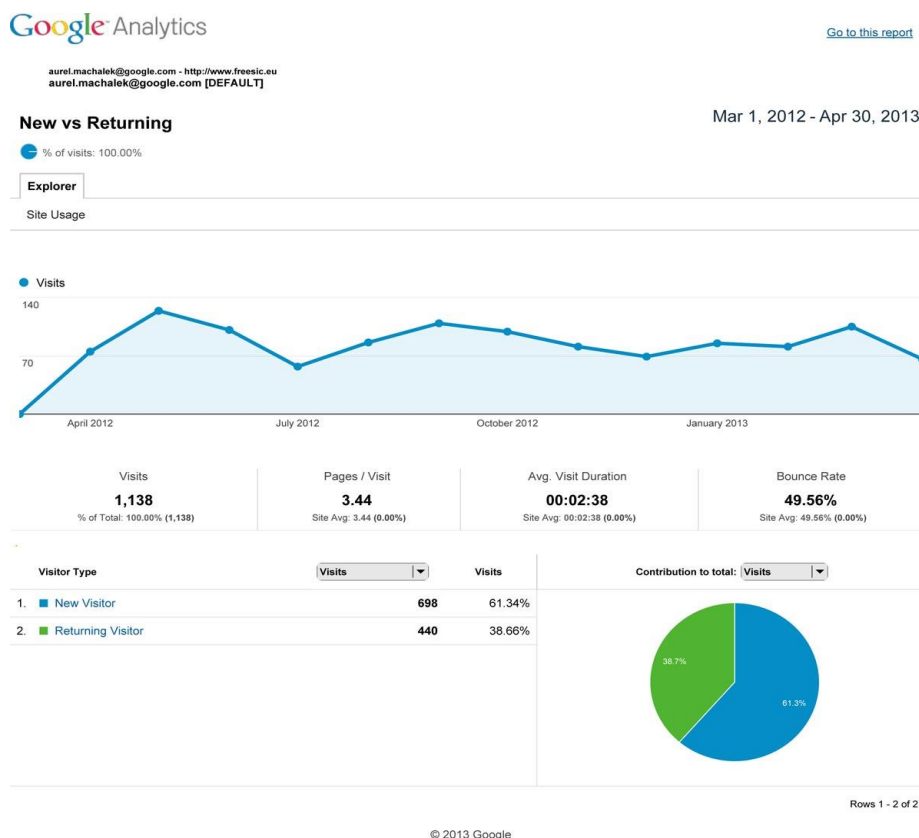 Google Analytics
Go to this report
aurel.machalek@google.com - http://www.freesic.eu
aurel.machalek@google.com [DEFAULT]
New vs Returning
Mar 1, 2012 - Apr 30, 2013
% of visits: 100.00%
Explorer
Site Usage
Visits
140
70
April 2012 July 2012 October 2012 January 2013
Visits Pages / Visit Avg. Visit Duration Bounce Rate
1,138 3.44 00:02:38 49.56%
% of Total: 100.00% (1,138) Site Avg: 3.44 (0.00%) Site Avg: 00:02:38 (0.00%) Site Avg: 49.56% (0.00%)
Visitor Type Visits Visits Contribution to total: Visits
1. New Visitor 698 61.34%
2. Returning Visitor 440 38.66%
38.7%
61.3%
Rows 1 - 2 of 2
© 2013 Google